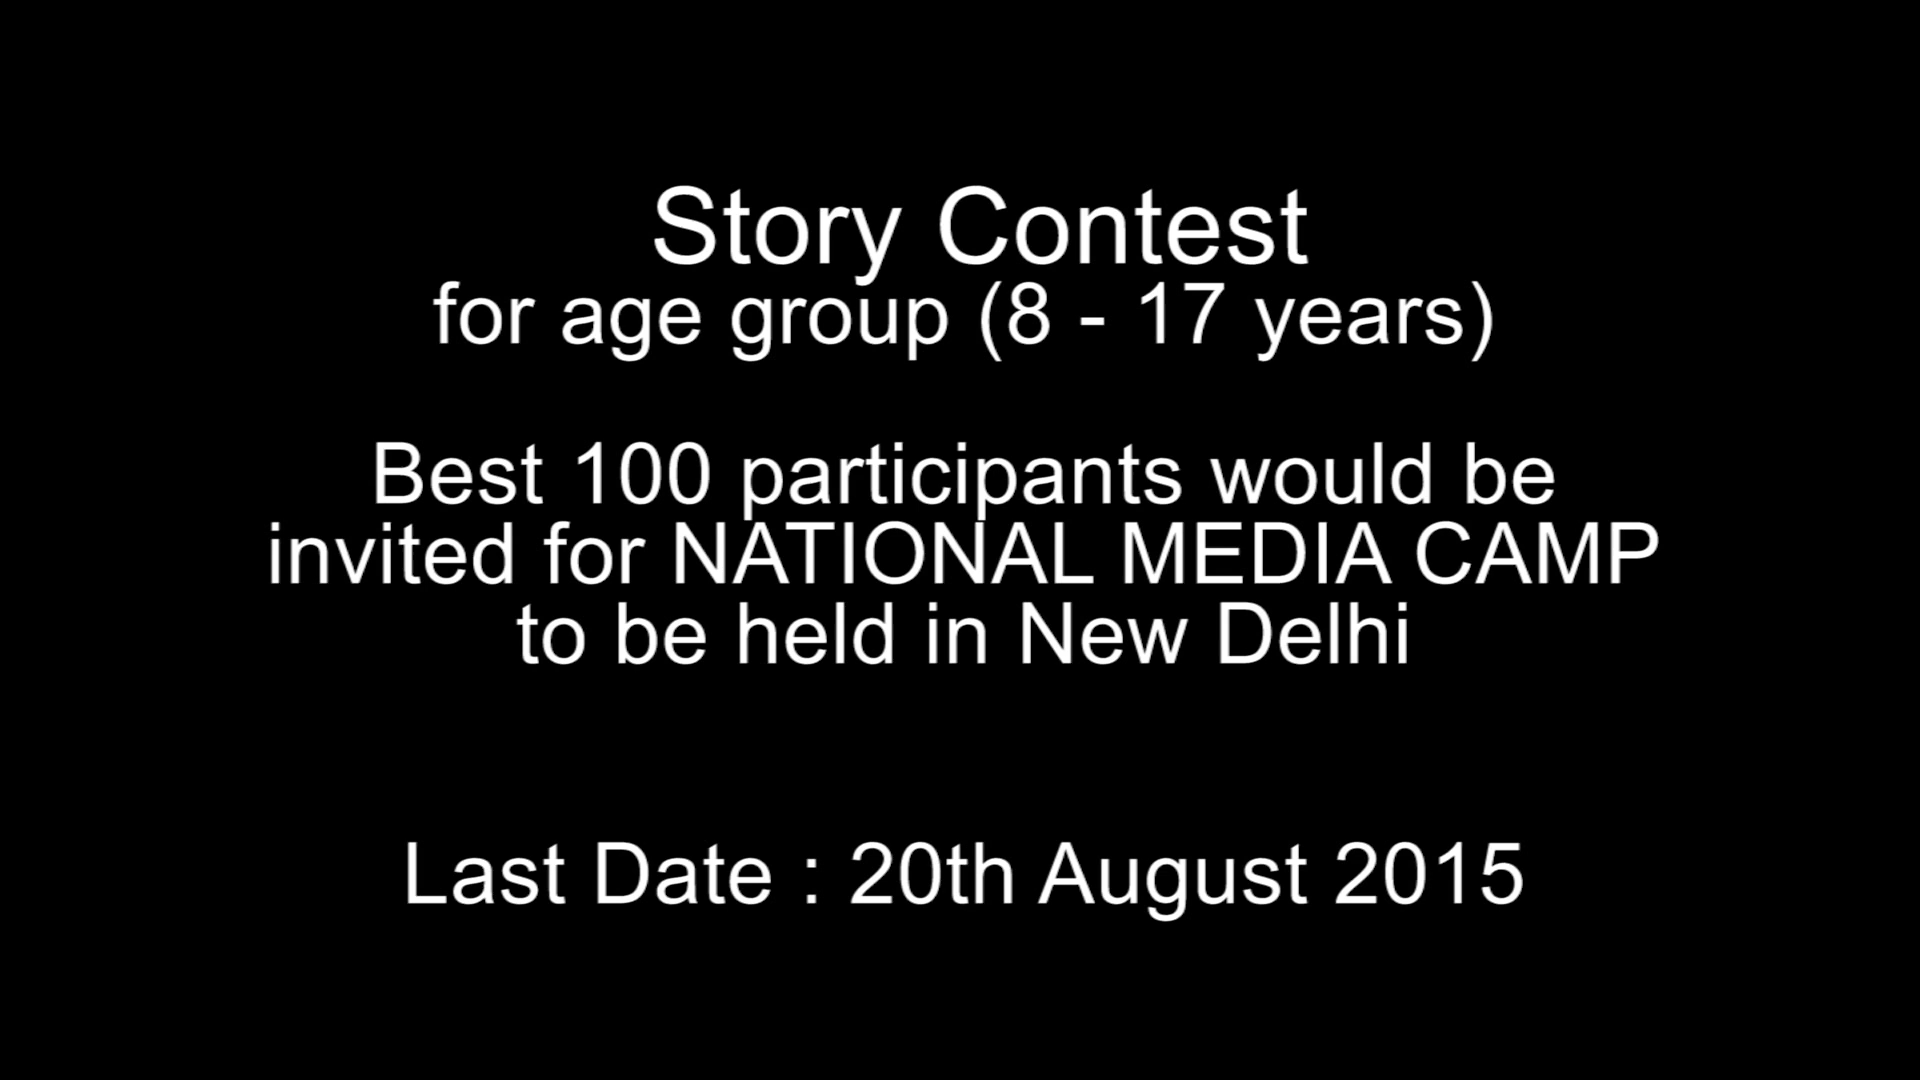 Story Contest
for age group (8 - 17 years)
Best 100 participants would be
invited for NATIONAL MEDIA CAMP
to be held in New Delhi
Last Date : 20th August 2015